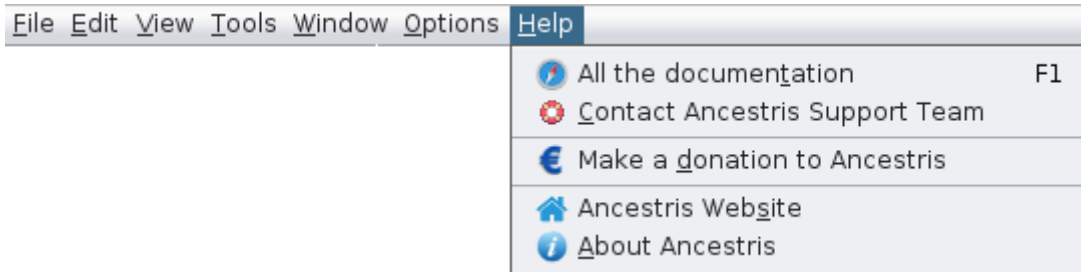 File Edit View Tools Window Options Help
All the documentation F1
Contact Ancestris Support Team
Make a donation to Ancestris
Ancestris Website
About Ancestris